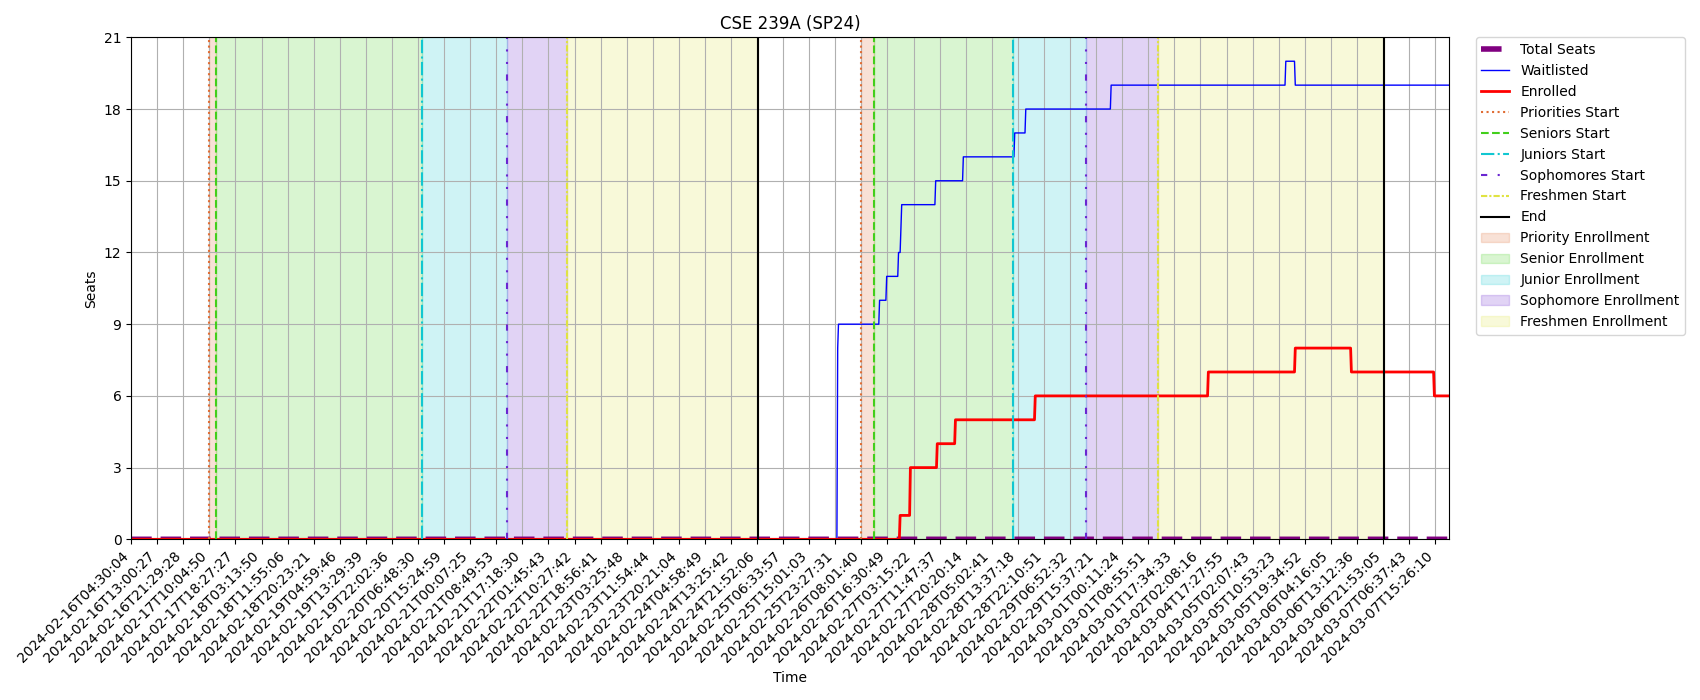 CSE 239A (SP24)
21
18
15
12
9
6
3
0
Seats
2024-02-16T04:30:04
2024-02-16T13:00:27
2024-02-16T21:29:28
2024-02-17T10:04:50
2024-02-17T18:27:27
2024-02-18T03:13:50
2024-02-18T11:55:06
2024-02-18T20:23:21
2024-02-19T04:59:46
2024-02-19T13:29:39
2024-02-19T22:02:36
2024-02-20T06:48:30
2024-02-20T15:24:59
2024-02-21T00:07:25
2024-02-21T08:49:53
2024-02-21T17:18:30
2024-02-22T01:45:43
2024-02-22T10:27:42
2024-02-22T18:56:41
2024-02-23T03:25:48
2024-02-23T11:54:44
2024-02-23T20:21:04
2024-02-24T04:58:49
2024-02-24T13:25:42
2024-02-24T21:52:06
2024-02-25T06:33:57
2024-02-25T15:01:03
2024-02-25T23:27:31
2024-02-26T08:01:40
2024-02-26T16:30:49
2024-02-27T03:15:22
2024-02-27T11:47:37
2024-02-27T20:20:14
2024-02-28T05:02:41
2024-02-28T13:37:18
2024-02-28T22:10:51
2024-02-29T06:52:32
2024-02-29T15:37:21
2024-03-01T00:11:24
2024-03-01T08:55:51
2024-03-01T17:34:33
2024-03-02T02:08:16
2024-03-04T17:27:55
2024-03-05T02:07:43
2024-03-05T10:53:23
2024-03-05T19:34:52
2024-03-06T04:16:05
2024-03-06T13:12:36
2024-03-06T21:53:05
2024-03-07T06:37:43
2024-03-07T15:26:10
Time
Total Seats
Waitlisted
Enrolled
Priorities Start
Seniors Start
Juniors Start
Sophomores Start
Freshmen Start
End
Priority Enrollment
Senior Enrollment
Junior Enrollment
Sophomore Enrollment
Freshmen Enrollment